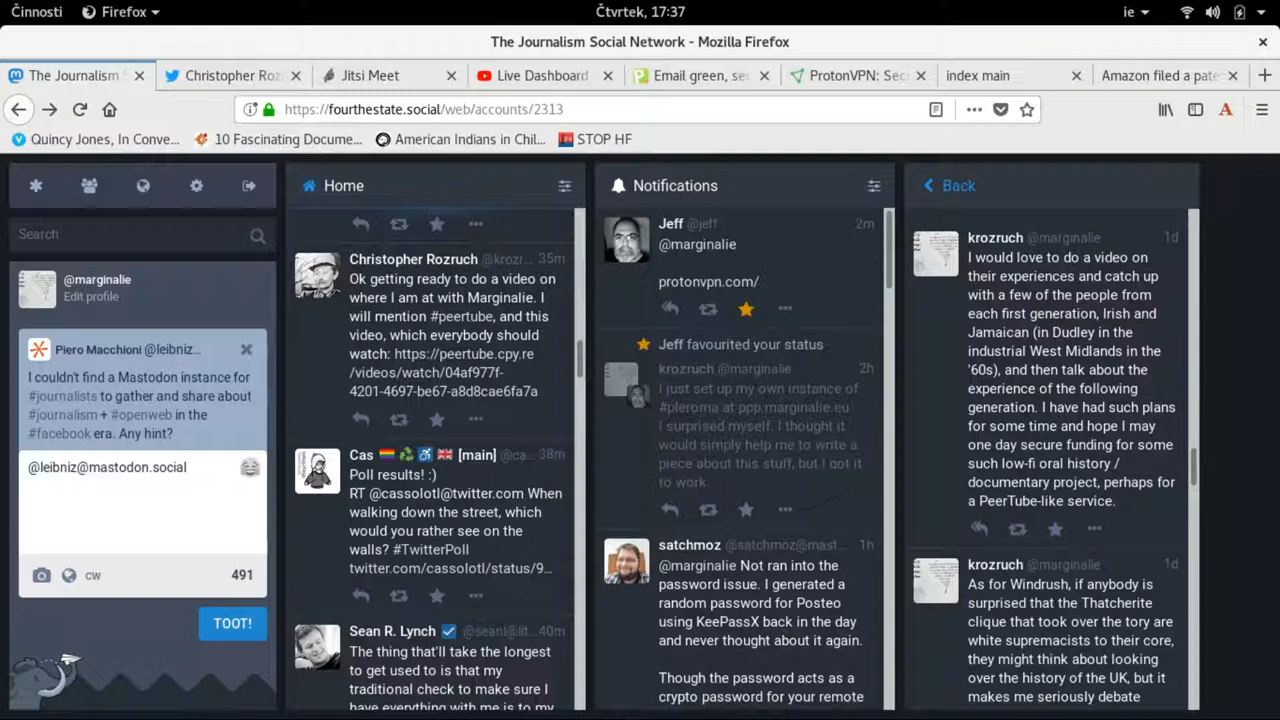 Činnosti
Firefox
Čtvrtek, 17:37
ie
The Journalism Social Network - Mozilla Firefox
The Journalism
Christopher Roz
Jitsi Meet
Live Dashboard
Email green, sec
ProtonVPN: Sec
index main
Amazon filed a pate
https://fourthestate.social/web/accounts/2313
Quincy Jones, In Conve...
10 Fascinating Docume...
American Indians in Chil...
STOP HF
Search
@marginalie
Edit profile
Piero Macchioni @leibniz...
I couldn't find a Mastodon instance for
#journalists to gather and share about
#journalism + #openweb in the
#facebook era. Any hint?
@leibniz@mastodon.social
CW
491
TOOT!
Home
Christopher Rozruch @kroz... 35m
Ok getting ready to do a video on
where I am at with Marginalie. I
will mention #peertube, and this
video, which everybody should
watch: https://peertube.cpy.re
/videos/watch/04af977f-
4201-4697-be67-a8d8cae6fa7a
Cas [main] @ca... 38m
Poll results! :)
RT @cassolotl@twitter.com When
walking down the street, which
would you rather see on the
walls? #TwitterPoll
twitter.com/cassolotl/status/9...
Sean R. Lynch @seanl@lit... 40m
The thing that'll take the longest
to get used to is that my
traditional check to make sure I
have everything with me is to my
Notifications
Jeff @jeff 2m
@marginalie
protonvpn.com/
Jeff favourited your status
krozruch @marginalie 2h
I just set up my own instance of
#pleroma at ppp.marginalie.eu
I surprised myself. I thought it
would simply help me to write a
piece about this stuff, but I got it
to work.
satchmoz @satchmoz@mast... 1h
@marginalie Not ran into the
password issue. I generated a
random password for Posteo
using KeePassX back in the day
and never thought about it again.
Though the password acts as a
crypto password for your remote
Back
krozruch @marginalie 1d
I would love to do a video on
their experiences and catch up
with a few of the people from
each first generation, Irish and
Jamaican (in Dudley in the
industrial West Midlands in the
'60s), and then talk about the
experience of the following
generation. I have had such plans
for some time and hope I may
one day secure funding for some
such low-fi oral history /
documentary project, perhaps for
a PeerTube-like service.
krozruch @marginalie 1d
As for Windrush, if anybody is
surprised that the Thatcherite
clique that took over the tory are
white supremacists to their core,
they might think about looking
over the history of the UK, but it
makes me seriously debate